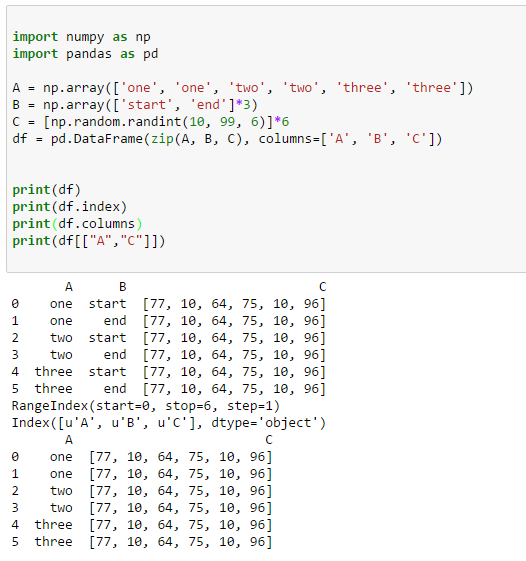 import numpy as np
import pandas as pd
A = np.array(['one', 'one', 'two', 'two', 'three', 'three'])
B = np.array(['start', 'end']*3)
C = [np.random.randint(10, 99, 6)]*6
df = pd.DataFrame(zip(A, B, C), columns=['A', 'B', 'C'])
print(df)
print(df.index)
print(df.columns)
print(df[["A","C"]])
A B C
0 one start [77, 10, 64, 75, 10, 96]
1 one end [77, 10, 64, 75, 10, 96]
2 two start [77, 10, 64, 75, 10, 96]
3 two end [77, 10, 64, 75, 10, 96]
4 three start [77, 10, 64, 75, 10, 96]
5 three end [77, 10, 64, 75, 10, 96]
RangeIndex(start=0, stop=6, step=1)
Index([u'A', u'B', u'C'], dtype='object')
A C
0 one [77, 10, 64, 75, 10, 96]
1 one [77, 10, 64, 75, 10, 96]
2 two [77, 10, 64, 75, 10, 96]
3 two [77, 10, 64, 75, 10, 96]
4 three [77, 10, 64, 75, 10, 96]
5 three [77, 10, 64, 75, 10, 96]